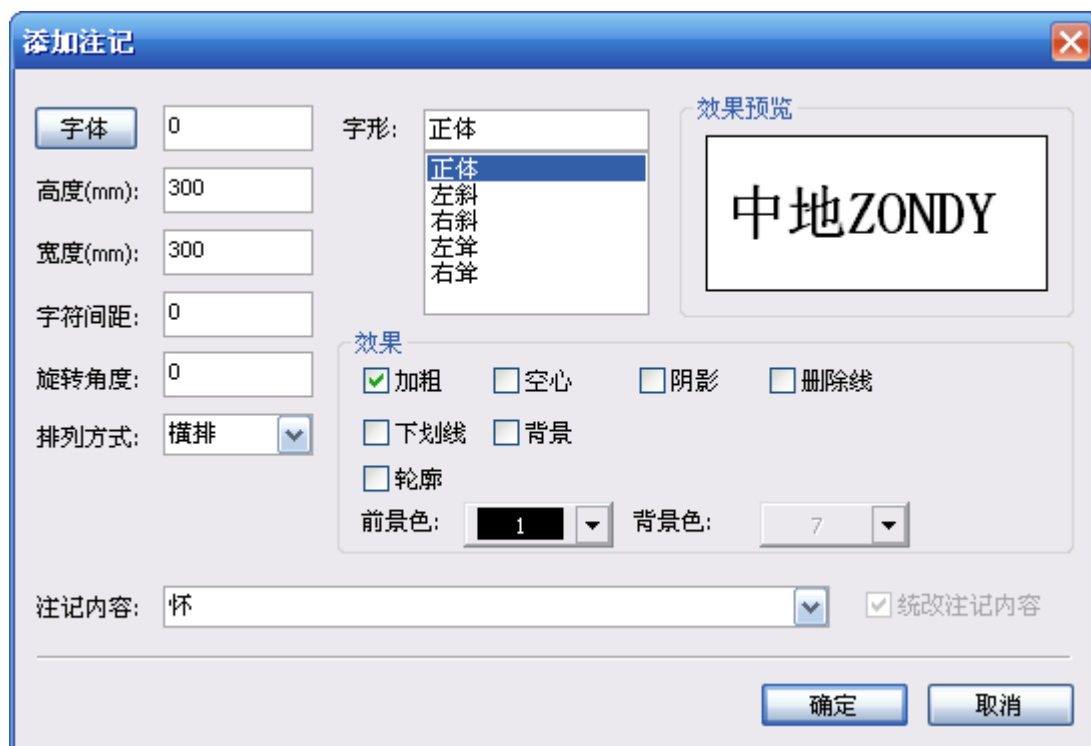 添加注记
字体 0
字形: 正体
效果预览
高度(mm): 300
正体
左斜
右斜
左耸
右耸
中地ZONDY
宽度(mm): 300
字符间距: 0
旋转角度: 0
排列方式: 横排
效果
加粗 空心 阴影 删除线
下划线 背景
轮廓
前景色: 1 背景色: 7
注记内容: 怀 统改注记内容
确定 取消